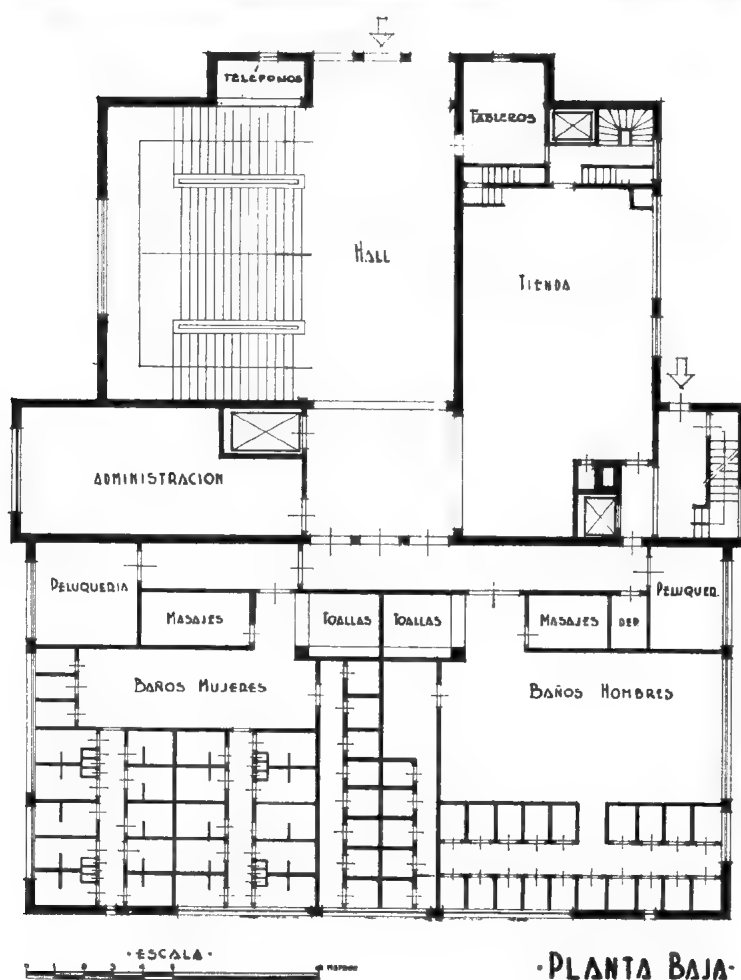 TELEFONOS
TABLEROS
HALL
TIENDA
ADMINISTRACION
PELUQUERIA
MASAJES
TOALLAS
TOALLAS
MASAJES
DEP.
PELUQUER.
BAÑOS MUJERES
BAÑOS HOMBRES
·ESCALA·
·PLANTA BAJA·